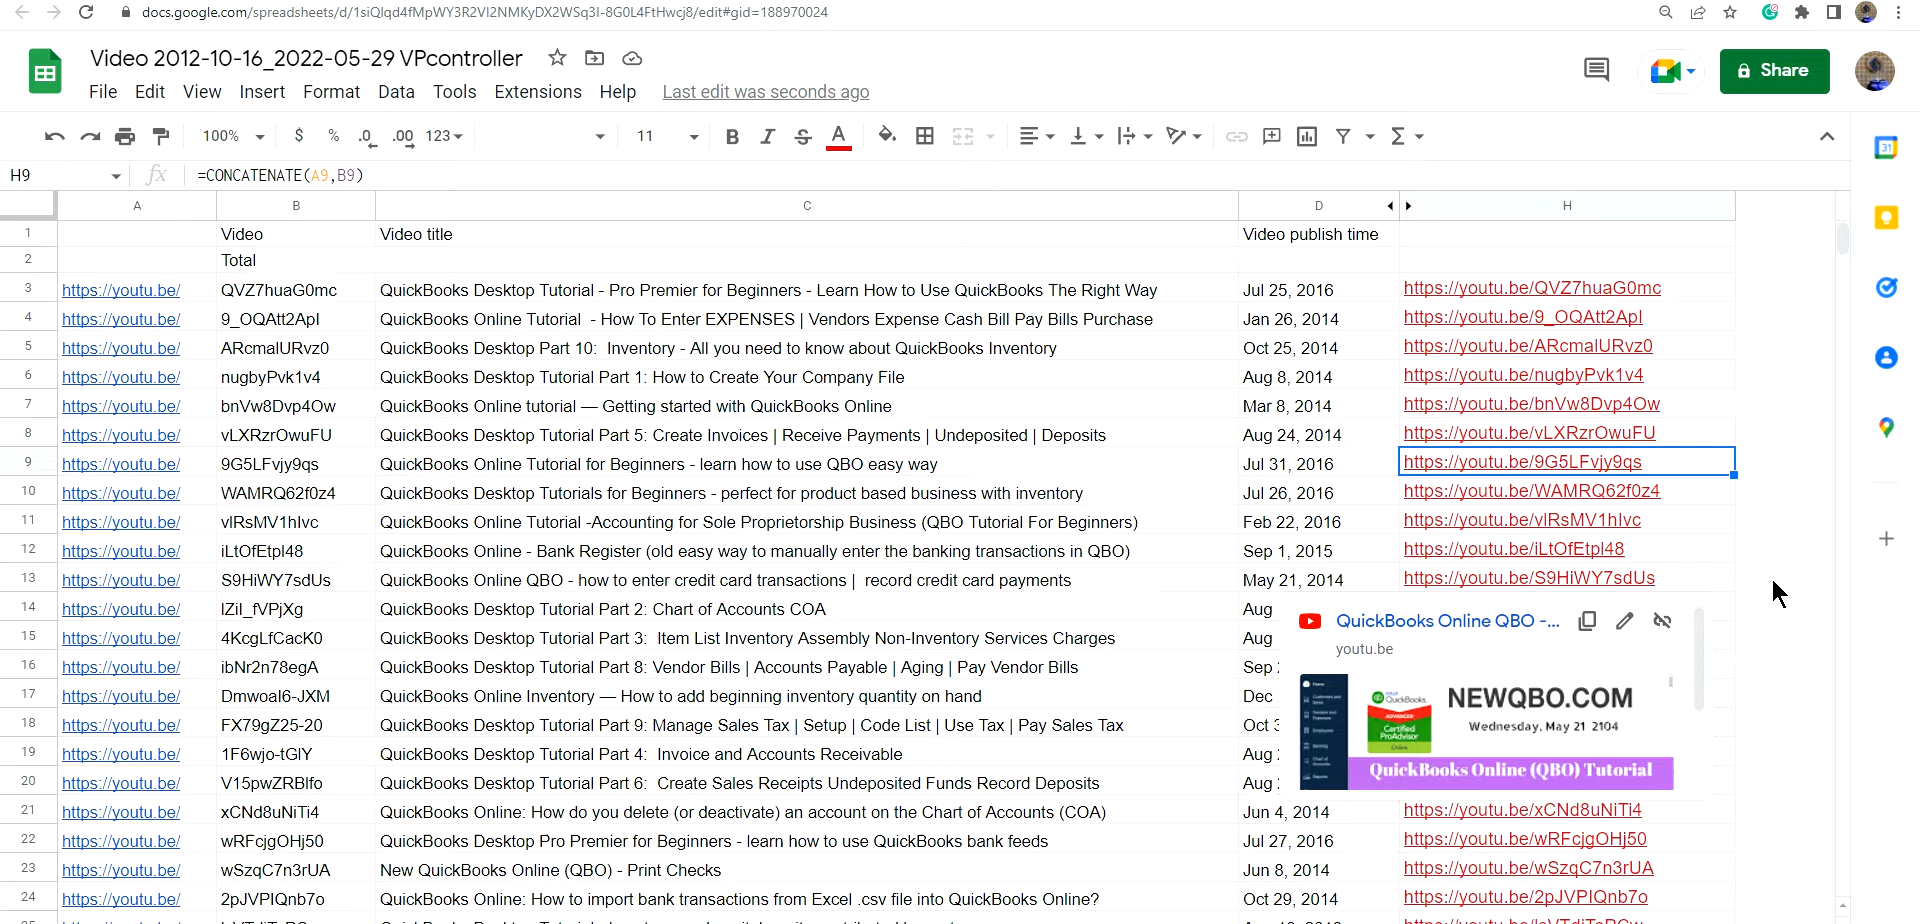 docs.google.com/spreadsheets/d/1siQlqd4fMpWY3R2VI2NMKyDX2WSq3I-8G0L4FtHwcj8/edit#gid=188970024
Video 2012-10-16_2022-05-29 VPcontroller
Share
File Edit View Insert Format Data Tools Extensions Help Last edit was seconds ago
100% $ % .0 .00 123 11 B I S A
H9 fx =CONCATENATE(A9,B9)
A B C D H
1 Video Video title Video publish time
2 Total
3 https://youtu.be/ QVZ7huaG0mc QuickBooks Desktop Tutorial - Pro Premier for Beginners - Learn How to Use QuickBooks The Right Way Jul 25, 2016 https://youtu.be/QVZ7huaG0mc
4 https://youtu.be/ 9_OQAtt2ApI QuickBooks Online Tutorial - How To Enter EXPENSES | Vendors Expense Cash Bill Pay Bills Purchase Jan 26, 2014 https://youtu.be/9_OQAtt2ApI
5 https://youtu.be/ ARcmalURvz0 QuickBooks Desktop Part 10: Inventory - All you need to know about QuickBooks Inventory Oct 25, 2014 https://youtu.be/ARcmalURvz0
6 https://youtu.be/ nugbyPvk1v4 QuickBooks Desktop Tutorial Part 1: How to Create Your Company File Aug 8, 2014 https://youtu.be/nugbyPvk1v4
7 https://youtu.be/ bnVw8Dvp4Ow QuickBooks Online tutorial — Getting started with QuickBooks Online Mar 8, 2014 https://youtu.be/bnVw8Dvp4Ow
8 https://youtu.be/ vLXRzrOwuFU QuickBooks Desktop Tutorial Part 5: Create Invoices | Receive Payments | Undeposited | Deposits Aug 24, 2014 https://youtu.be/vLXRzrOwuFU
9 https://youtu.be/ 9G5LFvjy9qs QuickBooks Online Tutorial for Beginners - learn how to use QBO easy way Jul 31, 2016 https://youtu.be/9G5LFvjy9qs
10 https://youtu.be/ WAMRQ62f0z4 QuickBooks Desktop Tutorials for Beginners - perfect for product based business with inventory Jul 26, 2016 https://youtu.be/WAMRQ62f0z4
11 https://youtu.be/ vlRsMV1hIvc QuickBooks Online Tutorial -Accounting for Sole Proprietorship Business (QBO Tutorial For Beginners) Feb 22, 2016 https://youtu.be/vlRsMV1hIvc
12 https://youtu.be/ iLtOfEtpl48 QuickBooks Online - Bank Register (old easy way to manually enter the banking transactions in QBO) Sep 1, 2015 https://youtu.be/iLtOfEtpl48
13 https://youtu.be/ S9HiWY7sdUs QuickBooks Online QBO - how to enter credit card transactions | record credit card payments May 21, 2014 https://youtu.be/S9HiWY7sdUs
14 https://youtu.be/ lZiI_fVPjXg QuickBooks Desktop Tutorial Part 2: Chart of Accounts COA Aug
15 https://youtu.be/ 4KcgLfCacK0 QuickBooks Desktop Tutorial Part 3: Item List Inventory Assembly Non-Inventory Services Charges Aug
16 https://youtu.be/ ibNr2n78egA QuickBooks Desktop Tutorial Part 8: Vendor Bills | Accounts Payable | Aging | Pay Vendor Bills Sep
17 https://youtu.be/ Dmwoal6-JXM QuickBooks Online Inventory — How to add beginning inventory quantity on hand Dec
18 https://youtu.be/ FX79gZ25-20 QuickBooks Desktop Tutorial Part 9: Manage Sales Tax | Setup | Code List | Use Tax | Pay Sales Tax Oct
19 https://youtu.be/ 1F6wjo-tGlY QuickBooks Desktop Tutorial Part 4: Invoice and Accounts Receivable Aug
20 https://youtu.be/ V15pwZRBlfo QuickBooks Desktop Tutorial Part 6: Create Sales Receipts Undeposited Funds Record Deposits Aug
QuickBooks Online QBO -...
youtu.be
QuickBooks
ADVANCED
Certified
ProAdvisor
Online
NEWQBO.COM
Wednesday, May 21 2104
QuickBooks Online (QBO) Tutorial
21 https://youtu.be/ xCNd8uNiTi4 QuickBooks Online: How do you delete (or deactivate) an account on the Chart of Accounts (COA) Jun 4, 2014 https://youtu.be/xCNd8uNiTi4
22 https://youtu.be/ wRFcjgOHj50 QuickBooks Desktop Pro Premier for Beginners - learn how to use QuickBooks bank feeds Jul 27, 2016 https://youtu.be/wRFcjgOHj50
23 https://youtu.be/ wSzqC7n3rUA New QuickBooks Online (QBO) - Print Checks Jun 8, 2014 https://youtu.be/wSzqC7n3rUA
24 https://youtu.be/ 2pJVPIQnb7o QuickBooks Online: How to import bank transactions from Excel .csv file into QuickBooks Online? Oct 29, 2014 https://youtu.be/2pJVPIQnb7o